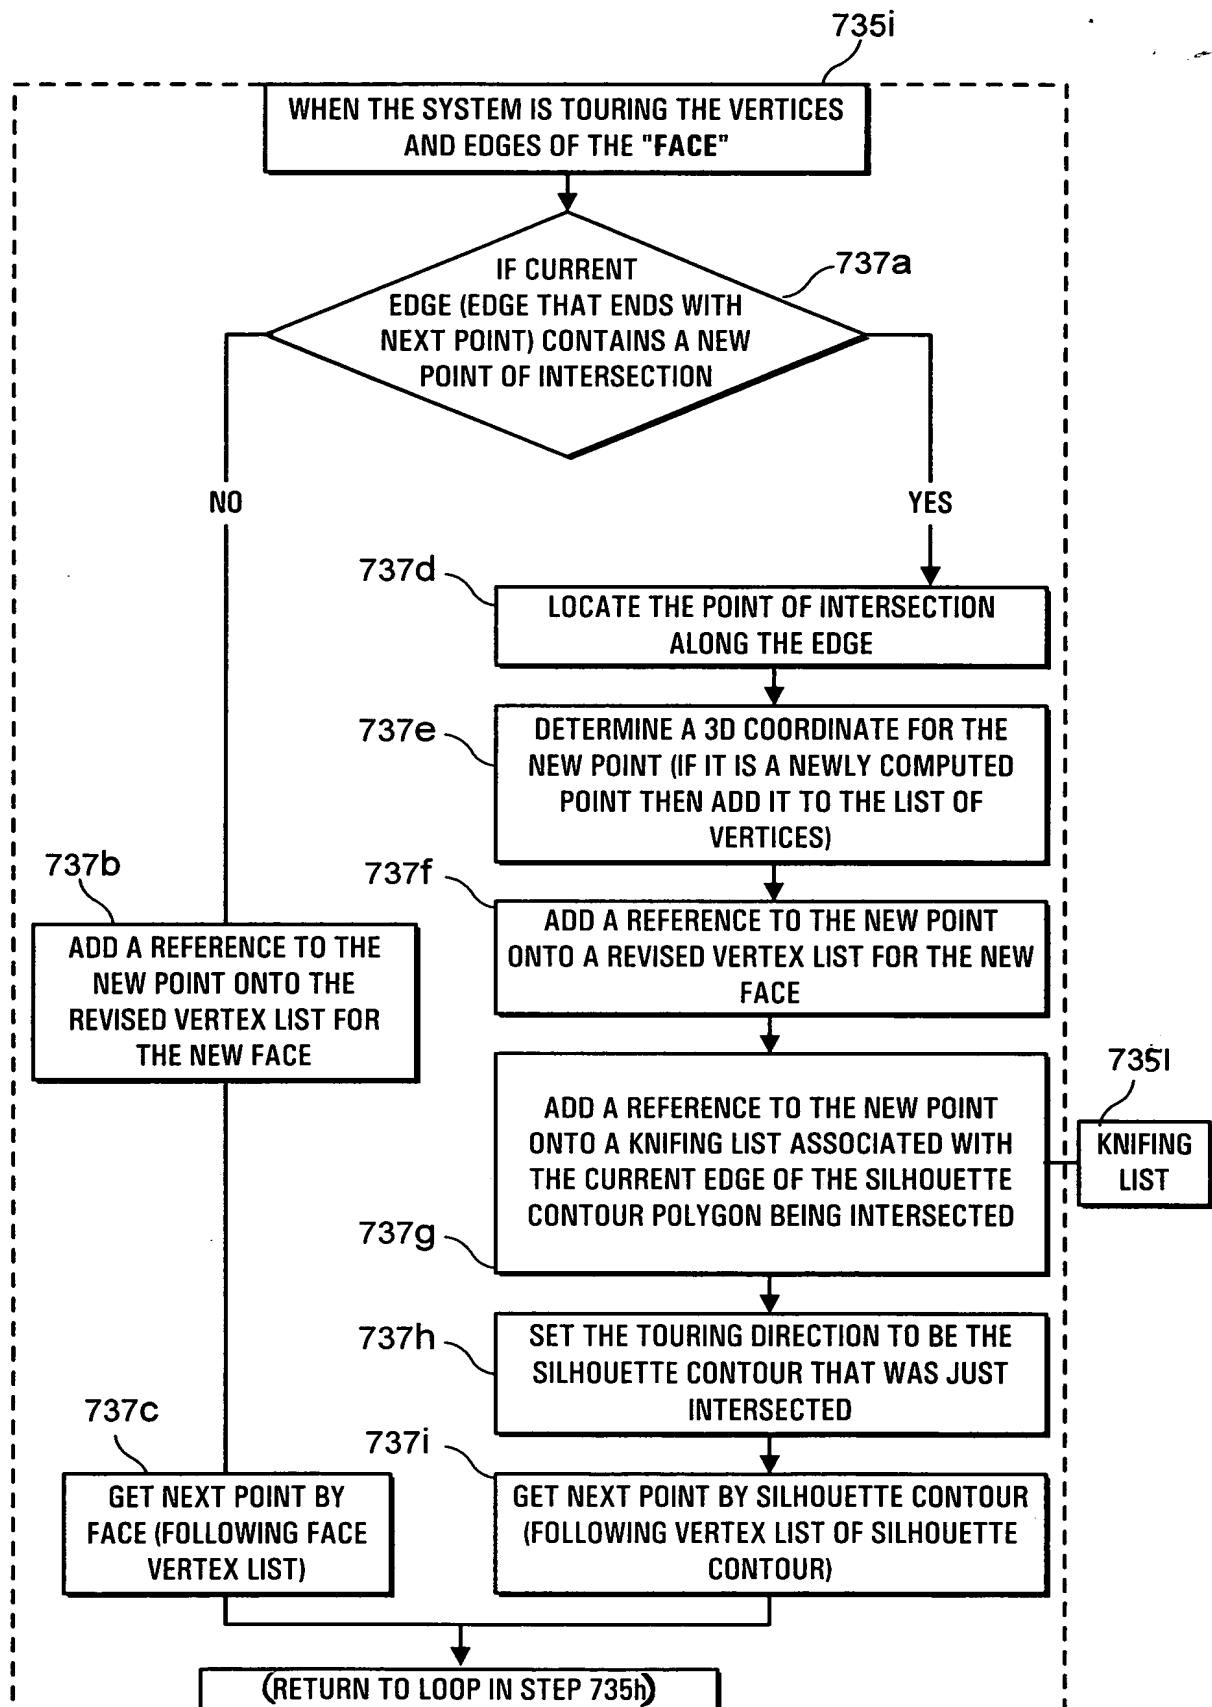 735i
WHEN THE SYSTEM IS TOURING THE VERTICES
AND EDGES OF THE "FACE"
737a
IF CURRENT
EDGE (EDGE THAT ENDS WITH
NEXT POINT) CONTAINS A NEW
POINT OF INTERSECTION
NO
YES
737d
LOCATE THE POINT OF INTERSECTION
ALONG THE EDGE
737e
DETERMINE A 3D COORDINATE FOR THE
NEW POINT (IF IT IS A NEWLY COMPUTED
POINT THEN ADD IT TO THE LIST OF
VERTICES)
737b
ADD A REFERENCE TO THE
NEW POINT ONTO THE
REVISED VERTEX LIST FOR
THE NEW FACE
737f
ADD A REFERENCE TO THE NEW POINT
ONTO A REVISED VERTEX LIST FOR THE NEW
FACE
737g
ADD A REFERENCE TO THE NEW POINT
ONTO A KNIFING LIST ASSOCIATED WITH
THE CURRENT EDGE OF THE SILHOUETTE
CONTOUR POLYGON BEING INTERSECTED
735l
KNIFING
LIST
737h
SET THE TOURING DIRECTION TO BE THE
SILHOUETTE CONTOUR THAT WAS JUST
INTERSECTED
737c
GET NEXT POINT BY
FACE (FOLLOWING FACE
VERTEX LIST)
737i
GET NEXT POINT BY SILHOUETTE CONTOUR
(FOLLOWING VERTEX LIST OF SILHOUETTE
CONTOUR)
(RETURN TO LOOP IN STEP 735h)